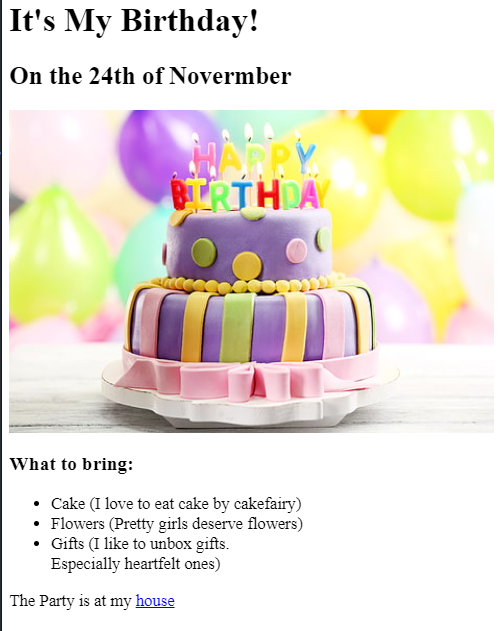 It's My Birthday!
On the 24th of Novermber
HAPPY
BIRTHDAY
What to bring:
Cake (I love to eat cake by cakefairy)
Flowers (Pretty girls deserve flowers)
Gifts (I like to unbox gifts.
Especially heartfelt ones)
The Party is at my house